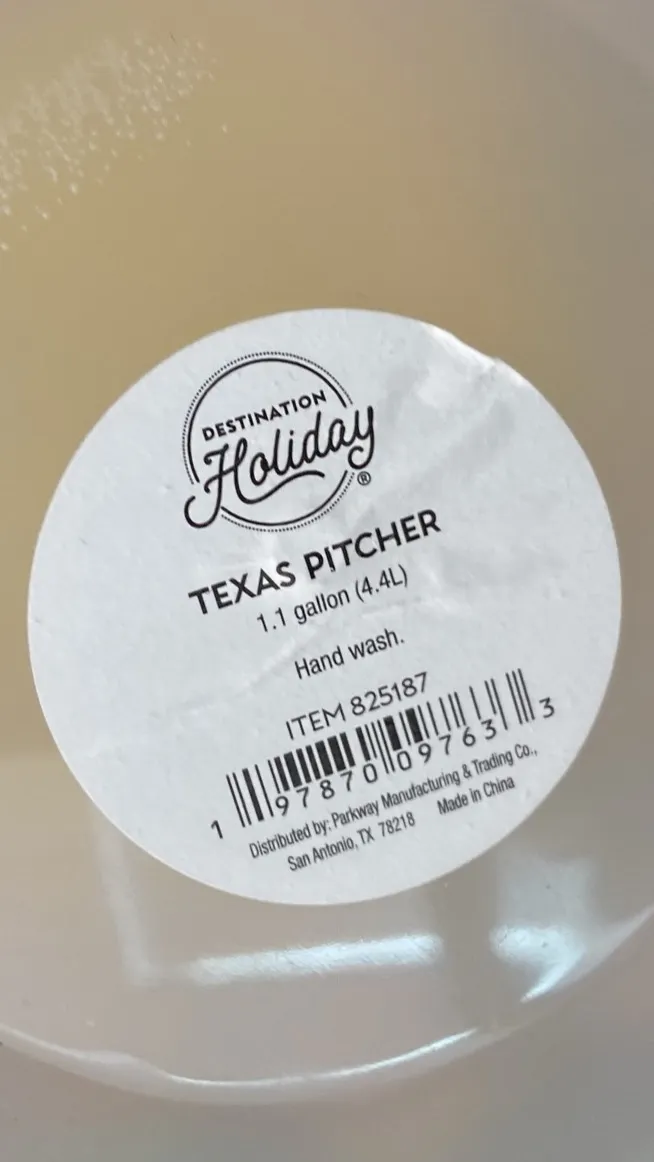 DESTINATION
Holiday®
TEXAS PITCHER
1.1 gallon (4.4L)
Hand wash.
ITEM 825187
1 97870 09763 3
Distributed by: Parkway Manufacturing & Trading Co.,
San Antonio, TX 78218 Made in China